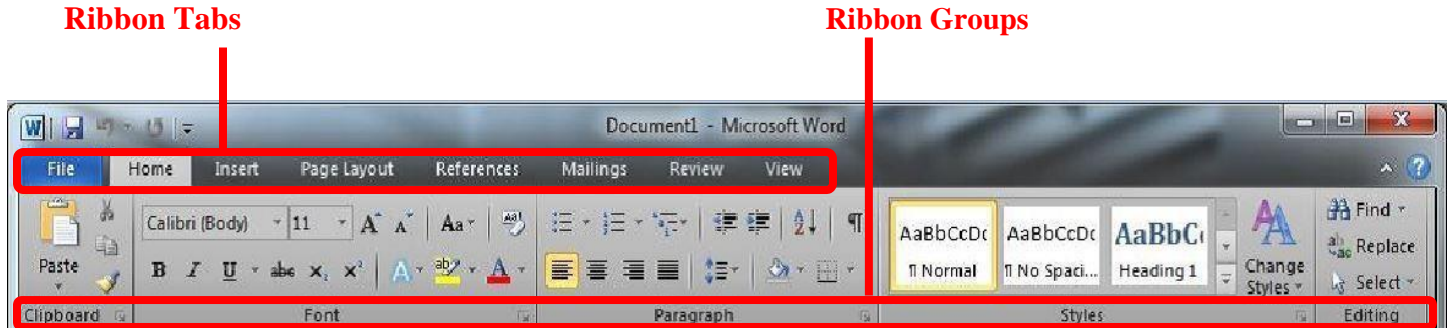 Ribbon Tabs Ribbon Groups
W Document1 - Microsoft Word
File Home Insert Page Layout References Mailings Review View
Calibri (Body) 11 A A Aa Find
AaBbCcDc AaBbCcDc AaBbC Replace
Paste B I U abc x₂ x² A ab A ¶ Normal ¶ No Spaci... Heading 1 Change Styles Select
Clipboard Font Paragraph Styles Editing